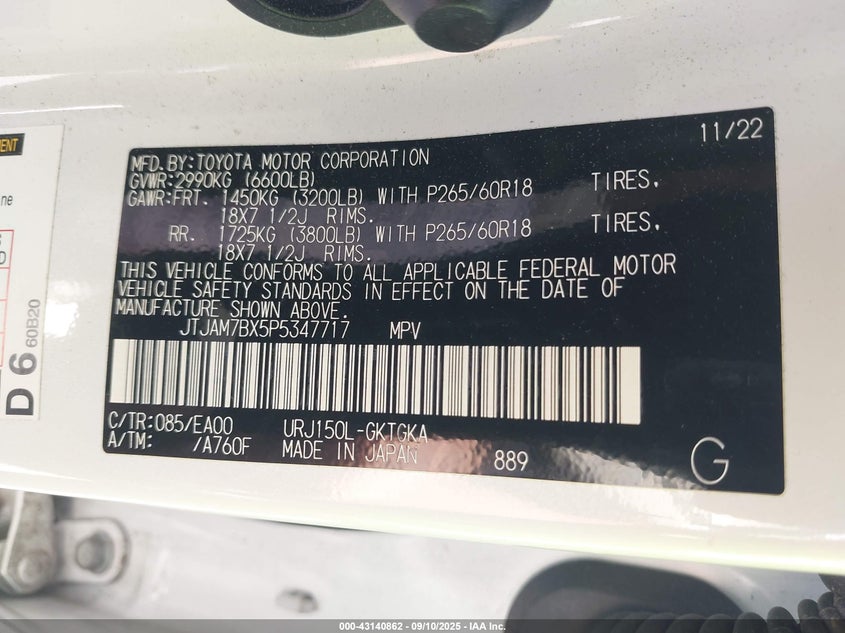 11/22
MFD.BY:TOYOTA MOTOR CORPORATION
GVWR:2990KG (6600LB)
GAWR:FRT. 1450KG (3200LB) WITH P265/60R18 TIRES,
18X7 1/2J RIMS.
RR. 1725KG (3800LB) WITH P265/60R18 TIRES,
18X7 1/2J RIMS.
THIS VEHICLE CONFORMS TO ALL APPLICABLE FEDERAL MOTOR
VEHICLE SAFETY STANDARDS IN EFFECT ON THE DATE OF
MANUFACTURE SHOWN ABOVE.
JTJAM7BX5P5347717 MPV
C/TR:085/EA00 URJ150L-GKTGKA
A/TM: /A760F MADE IN JAPAN 889
G
D 6 60B20
000-43140862 - 09/10/2025 - IAA Inc.